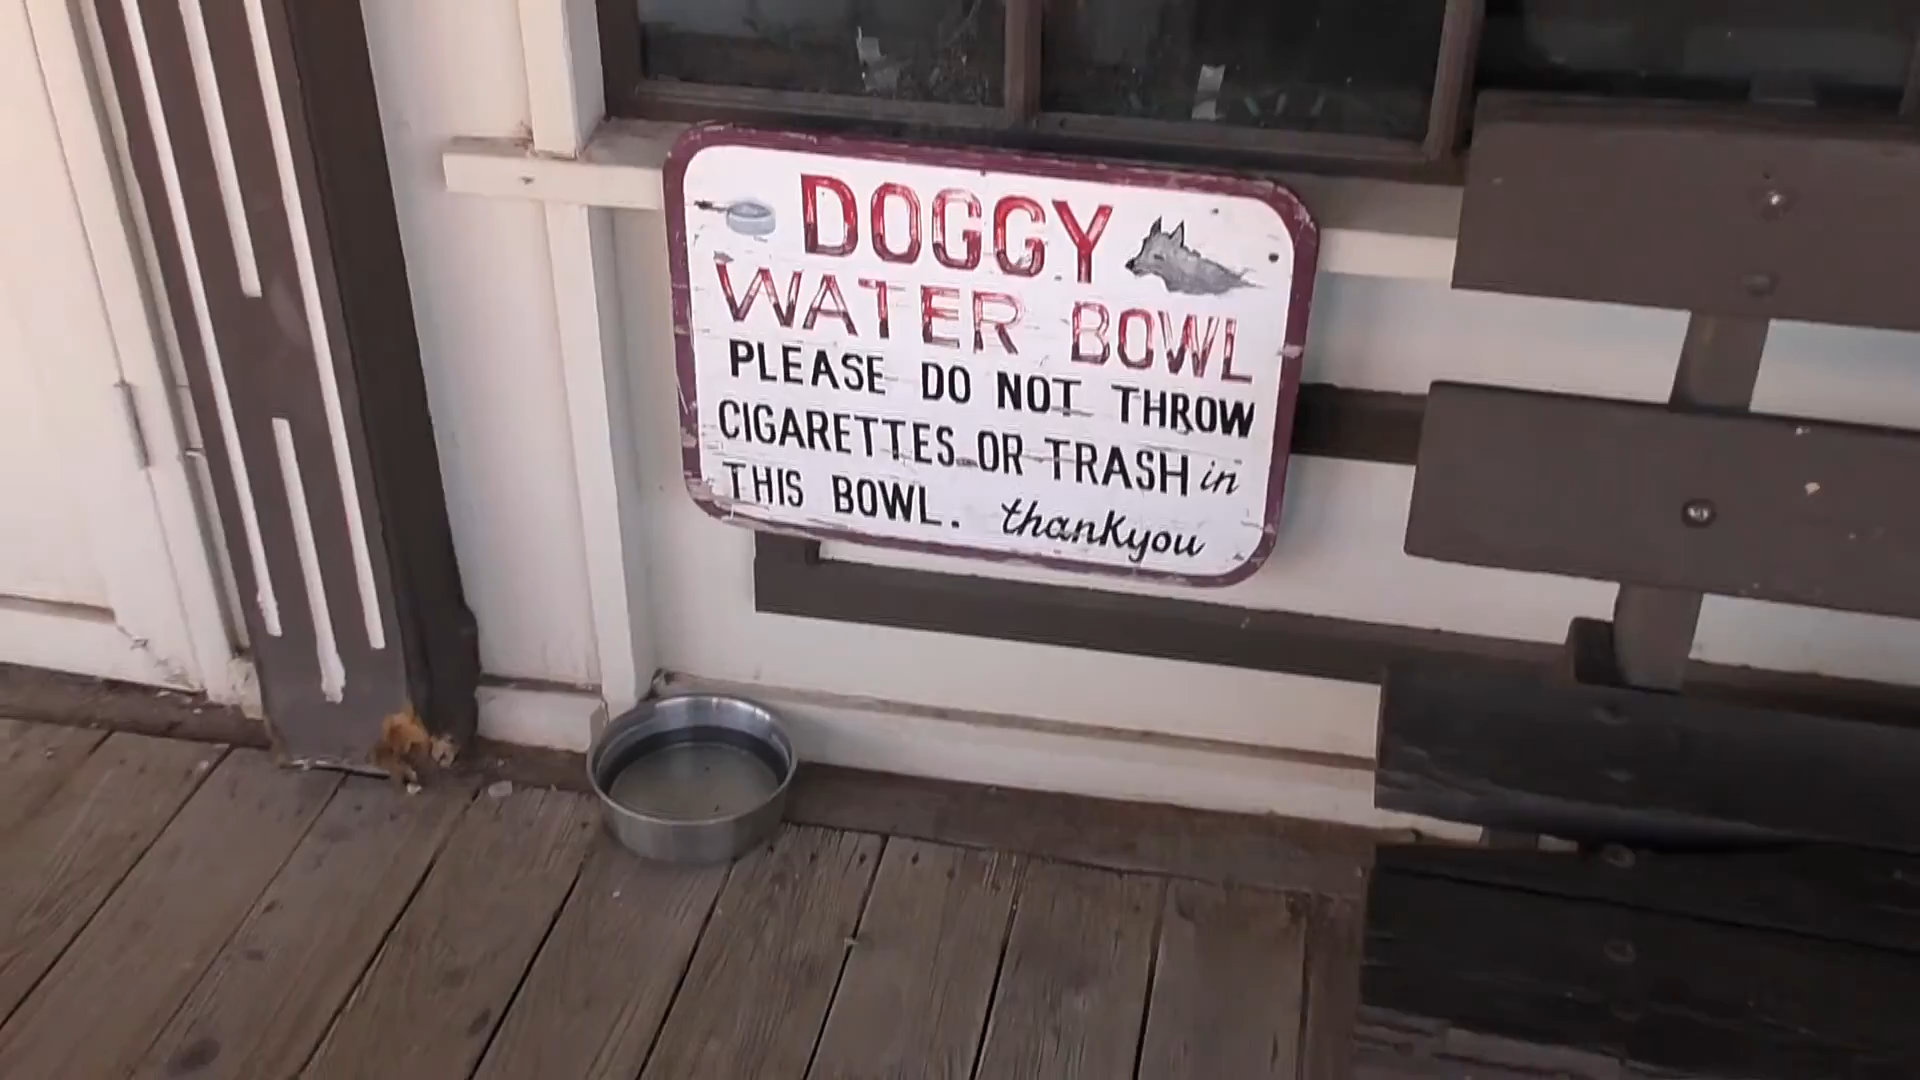 DOGGY
WATER BOWL
PLEASE DO NOT THROW
CIGARETTES OR TRASH in
THIS BOWL. thankyou